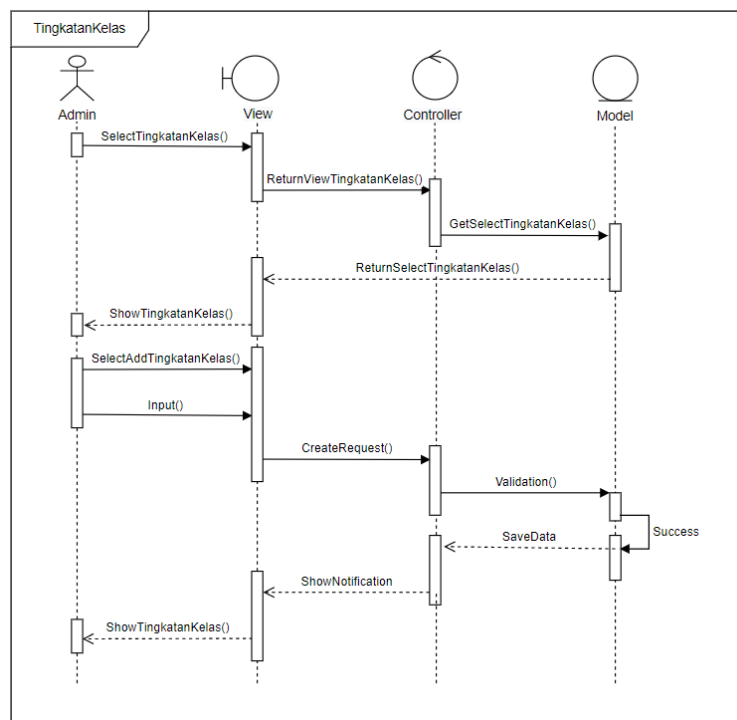 TingkatanKelas
Admin
View
Controller
Model
SelectTingkatanKelas()
ReturnViewTingkatanKelas()
GetSelectTingkatanKelas()
ReturnSelectTingkatanKelas()
ShowTingkatanKelas()
SelectAddTingkatanKelas()
Input()
CreateRequest()
Validation()
Success
SaveData
ShowNotification
ShowTingkatanKelas()